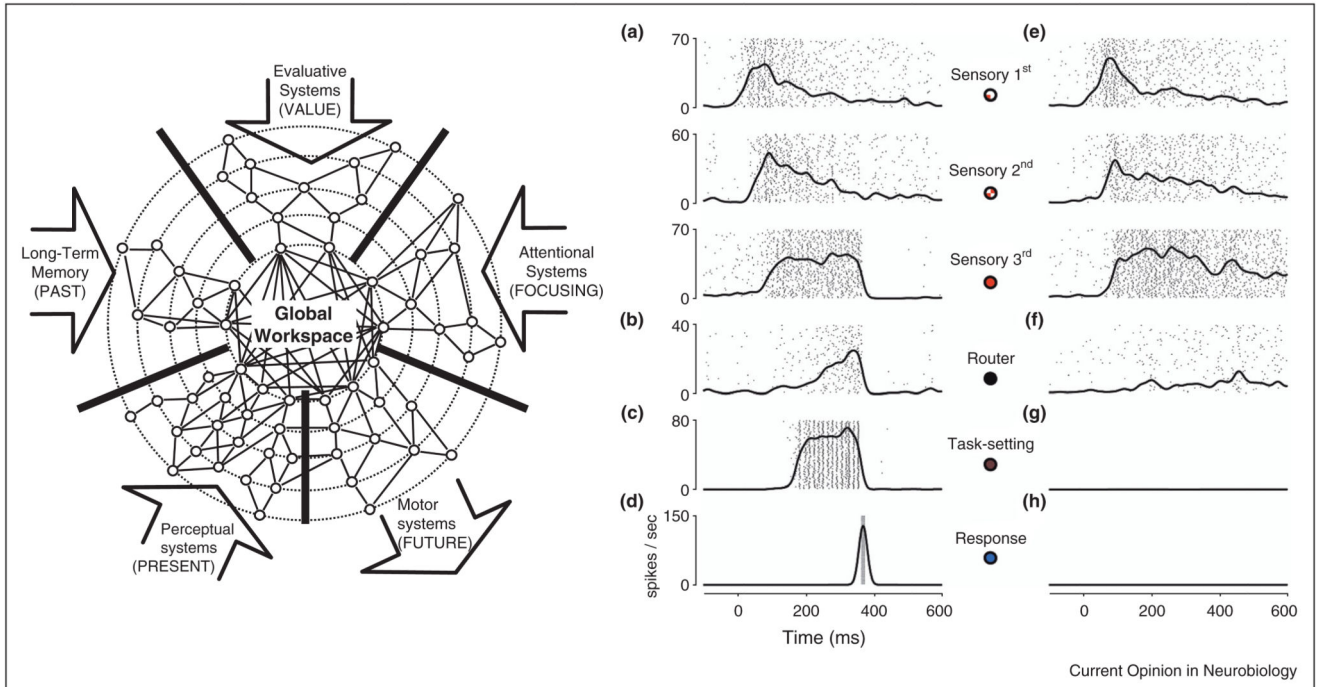 Evaluative
Systems
(VALUE)
Long-Term
Memory
(PAST)
Attentional
Systems
(FOCUSING)
Global
Workspace
Perceptual
systems
(PRESENT)
Motor
systems
(FUTURE)
(a)
70
0
Sensory 1st
(e)
60
0
Sensory 2nd
70
0
Sensory 3rd
(b)
40
0
Router
(f)
(c)
80
0
Task-setting
(g)
(d)
150
0
spikes / sec
Response
(h)
0 200 400 600
Time (ms)
0 200 400 600
Current Opinion in Neurobiology